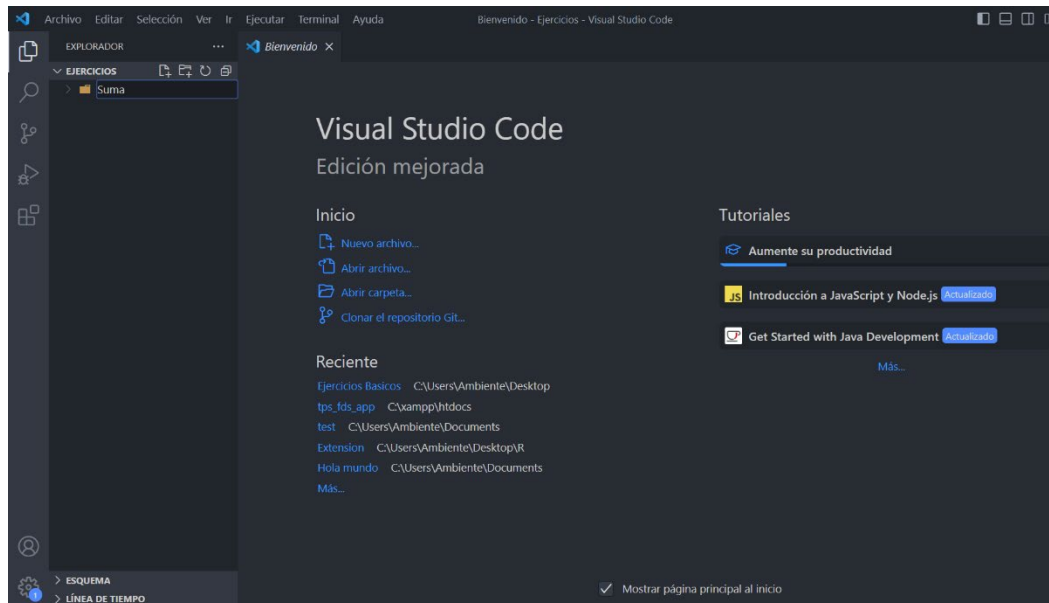 Archivo Editar Selección Ver Ir Ejecutar Terminal Ayuda Bienvenido - Ejercicios - Visual Studio Code
EXPLORADOR ... Bienvenido
EJERCICIOS
Suma
Visual Studio Code
Edición mejorada
Inicio
Nuevo archivo...
Abrir archivo...
Abrir carpeta...
Clonar el repositorio Git...
Reciente
Ejercicios Basicos C:\Users\Ambiente\Desktop
tps_fds_app C:\xampp\htdocs
test C:\Users\Ambiente\Documents
Extension C:\Users\Ambiente\Desktop\R
Hola mundo C:\Users\Ambiente\Documents
Más...
Tutoriales
Aumente su productividad
JS Introducción a JavaScript y Node.js Actualizado
Get Started with Java Development Actualizado
Más...
Mostrar página principal al inicio
1
ESQUEMA
LÍNEA DE TIEMPO